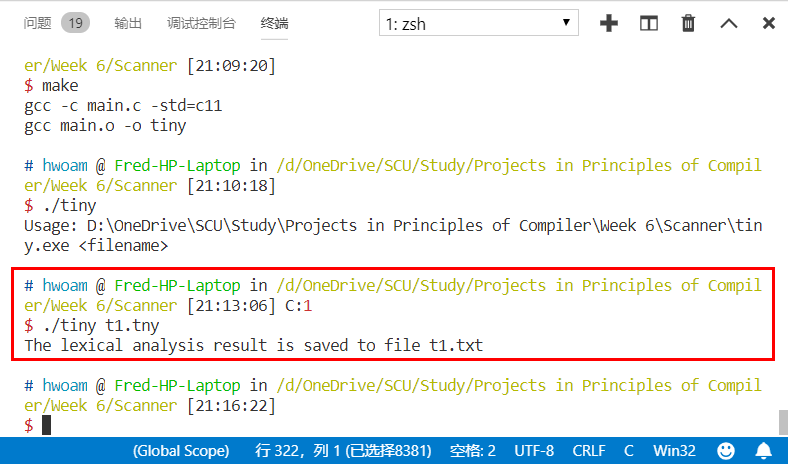 问题 19 输出 调试控制台 终端 1: zsh
er/Week 6/Scanner [21:09:20]
$ make
gcc -c main.c -std=c11
gcc main.o -o tiny
# hwoam @ Fred-HP-Laptop in /d/OneDrive/SCU/Study/Projects in Principles of Compil
er/Week 6/Scanner [21:10:18]
$ ./tiny
Usage: D:\OneDrive\SCU\Study\Projects in Principles of Compiler\Week 6\Scanner\tin
y.exe <filename>
# hwoam @ Fred-HP-Laptop in /d/OneDrive/SCU/Study/Projects in Principles of Compil
er/Week 6/Scanner [21:13:06] C:1
$ ./tiny t1.tny
The lexical analysis result is saved to file t1.txt
# hwoam @ Fred-HP-Laptop in /d/OneDrive/SCU/Study/Projects in Principles of Compil
er/Week 6/Scanner [21:16:22]
$
(Global Scope) 行 322，列 1 (已选择8381) 空格: 2 UTF-8 CRLF C Win32